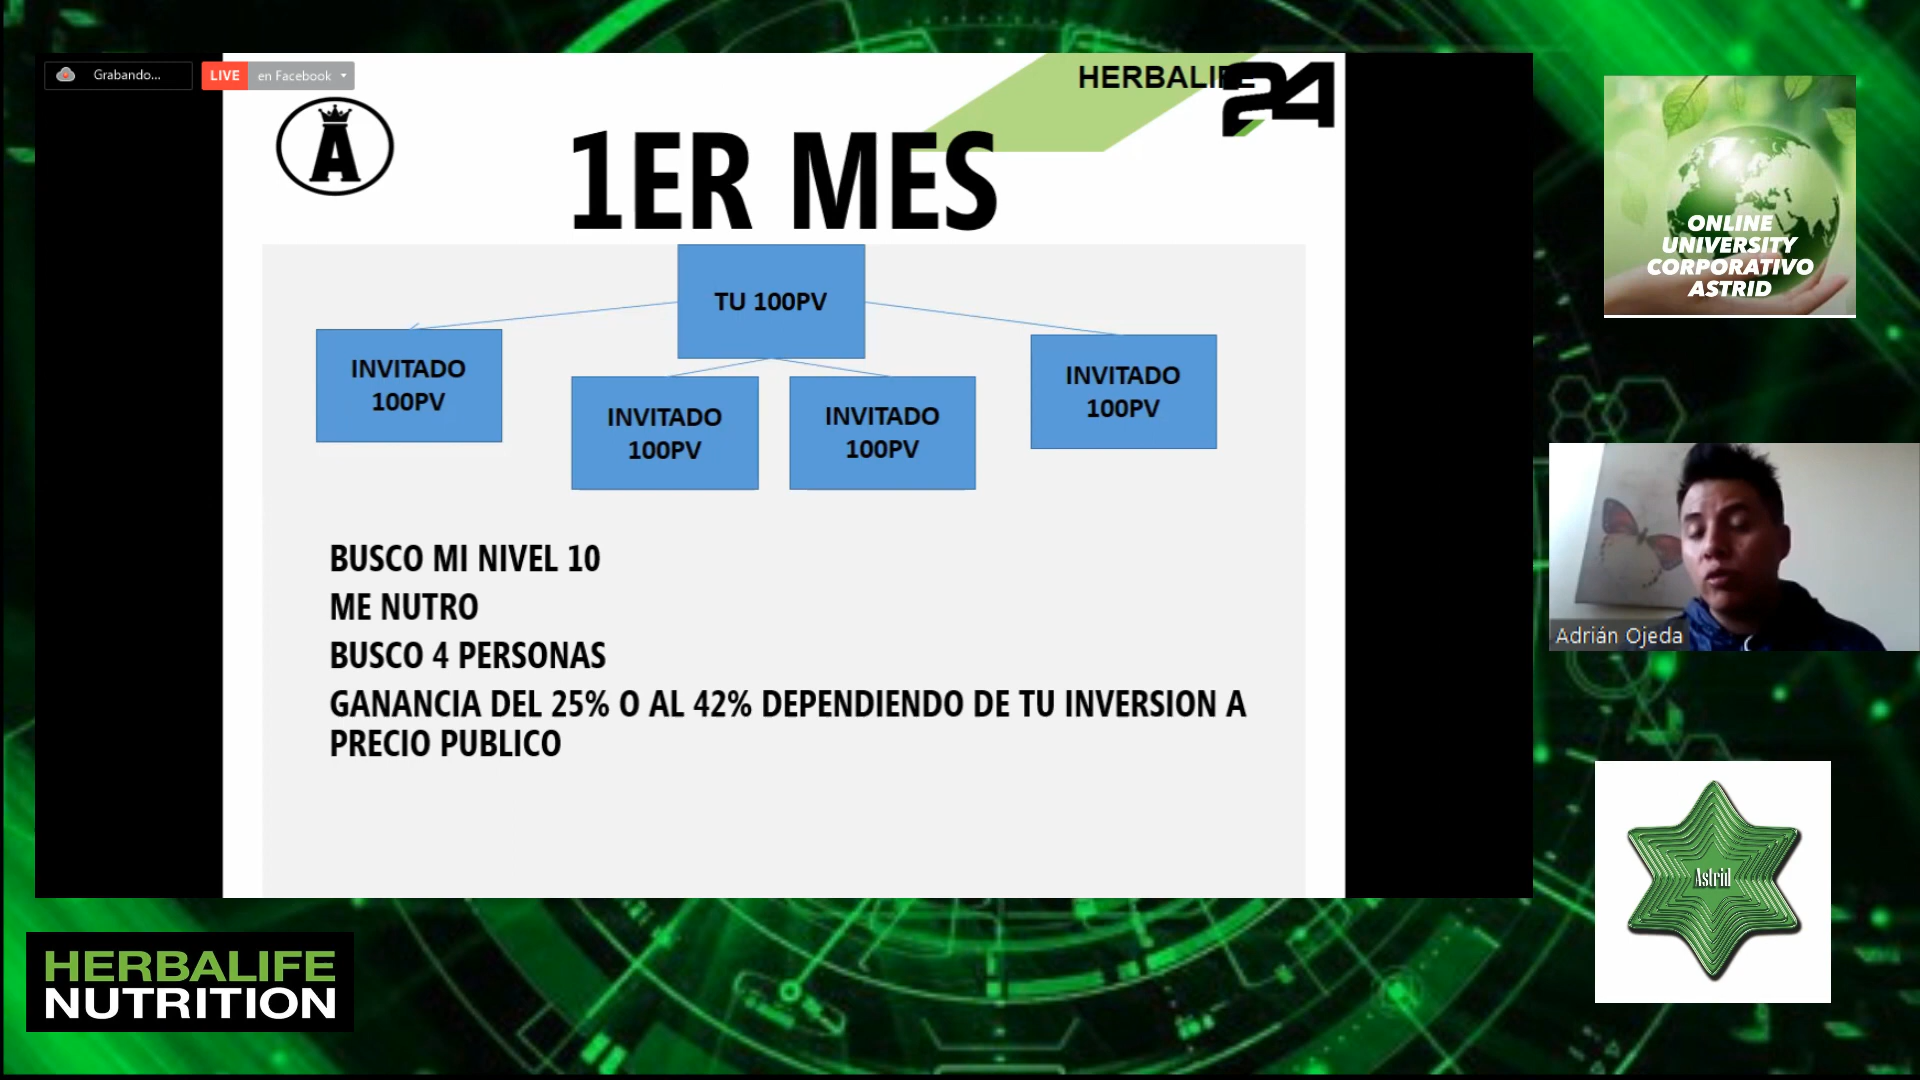 Grabando...
LIVE en Facebook
HERBALIFE
24
A
1ER MES
TU 100PV
INVITADO
100PV
INVITADO
100PV
INVITADO
100PV
INVITADO
100PV
BUSCO MI NIVEL 10
ME NUTRO
BUSCO 4 PERSONAS
GANANCIA DEL 25% O AL 42% DEPENDIENDO DE TU INVERSION A
PRECIO PUBLICO
ONLINE
UNIVERSITY
CORPORATIVO
ASTRID
Adrián Ojeda
Astrid
HERBALIFE
NUTRITION